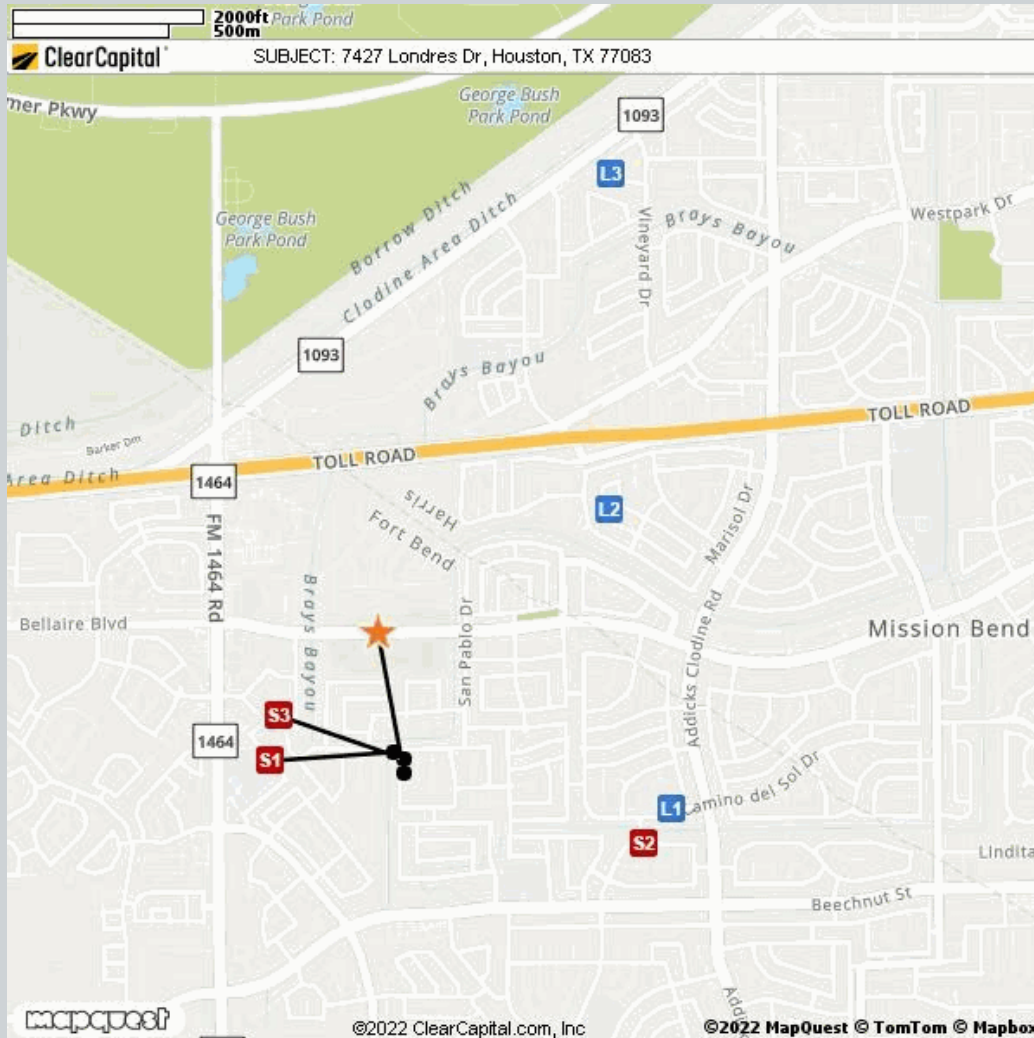 2000ft
500m
Park Pond
ClearCapital
SUBJECT: 7427 Londres Dr, Houston, TX 77083
mer Pkwy
George Bush
Park Pond
1093
L3
Borrow Ditch
Clodine Area Ditch
George Bush
Park Pond
Vineyard Dr
Brays Bayou
Westpark Dr
1093
Brays Bayou
Ditch
Barker Dm
Area Ditch
TOLL ROAD
TOLL ROAD
1464
FM 1464 Rd
Harris
Fort Bend
L2
Marisol Dr
Bellaire Blvd
Brays Bayou
San Pablo Dr
Addicks Clodine Rd
Mission Bend
S3
1464
S1
L1
Camino del Sol Dr
S2
Lindita
Beechnut St
Addi
mapquest
©2022 ClearCapital.com, Inc
©2022 MapQuest © TomTom © Mapbox